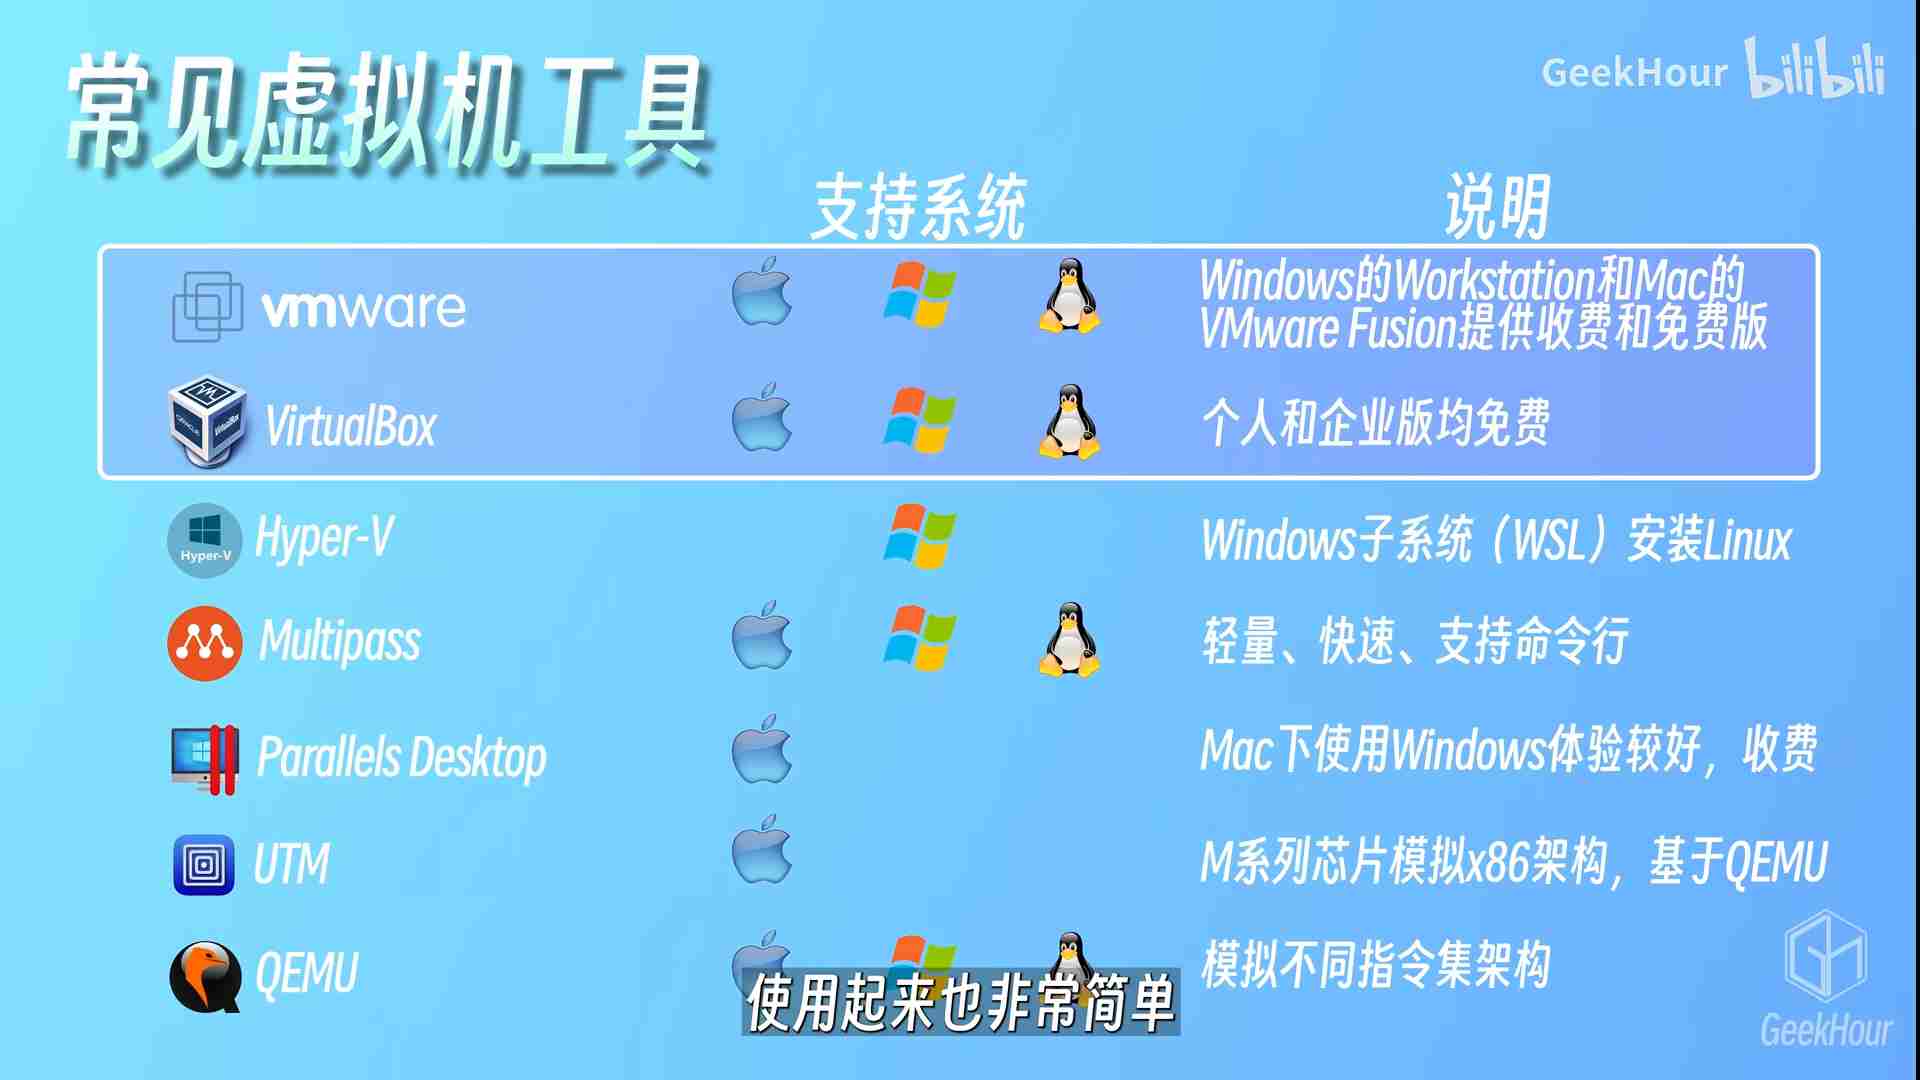 常见虚拟机工具
GeekHour bilibili
支持系统
说明
vmware
Windows的Workstation和Mac的
VMware Fusion提供收费和免费版
VirtualBox
个人和企业版均免费
Hyper-V
Hyper-V
Windows子系统（WSL）安装Linux
Multipass
轻量、快速、支持命令行
Parallels Desktop
Mac下使用Windows体验较好，收费
UTM
M系列芯片模拟x86架构，基于QEMU
QEMU
模拟不同指令集架构
使用起来也非常简单
GeekHour